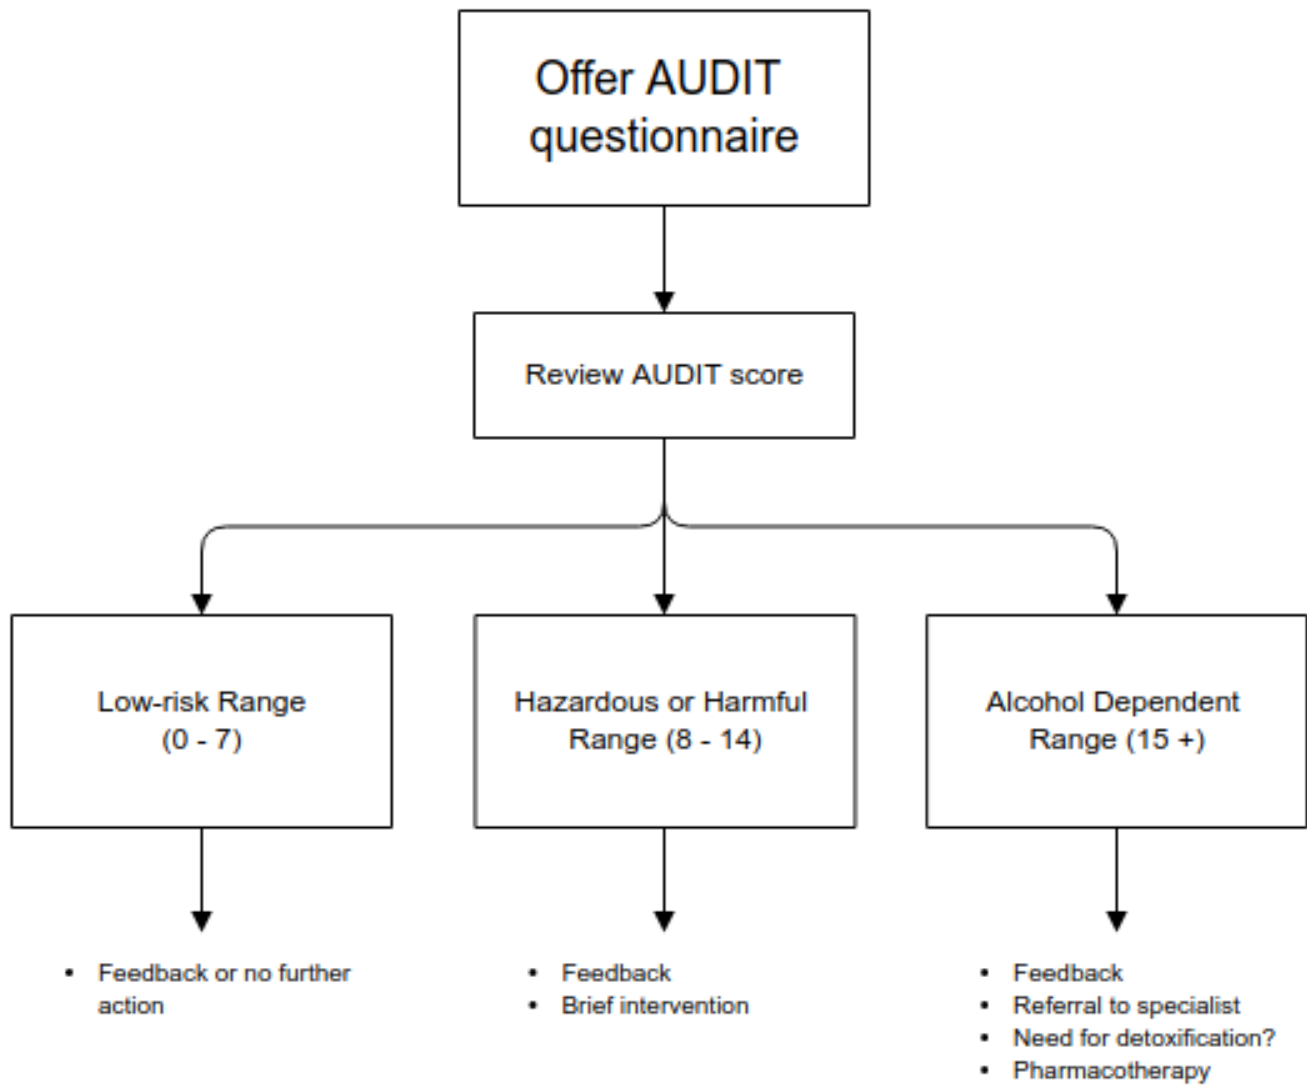 Offer AUDIT
questionnaire
Review AUDIT score
Low-risk Range
(0 - 7)
Hazardous or Harmful
Range (8 - 14)
Alcohol Dependent
Range (15 +)
• Feedback or no further
action
• Feedback
• Brief intervention
• Feedback
• Referral to specialist
• Need for detoxification?
• Pharmacotherapy